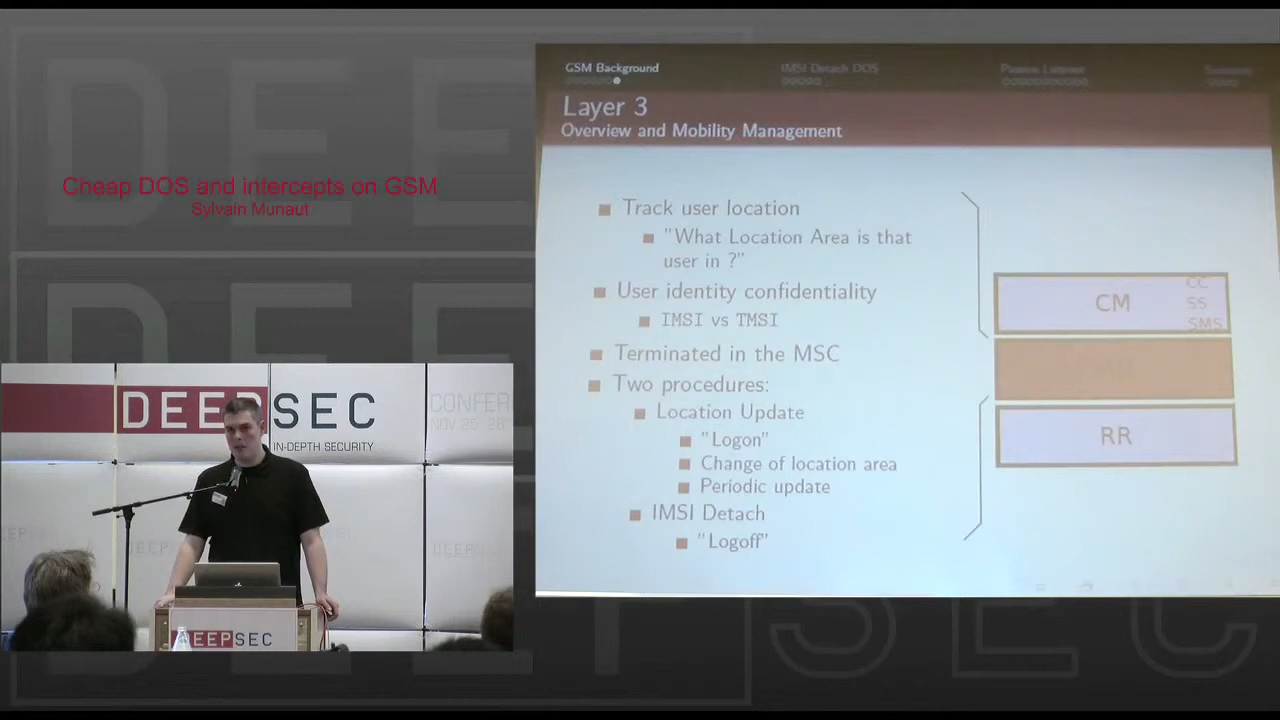 GSM Background
IMSI Detach DOS
Layer 3
Overview and Mobility Management
Cheap DOS and intercepts on GSM
Sylvain Munaut
Track user location
"What Location Area is that
user in ?"
User identity confidentiality
IMSI vs TMSI
Terminated in the MSC
Two procedures:
Location Update
"Logon"
Change of location area
Periodic update
IMSI Detach
"Logoff"
CM
CC
SS
SMS
RR
DEEPSEC
IN-DEPTH SECURITY
DEEPSEC